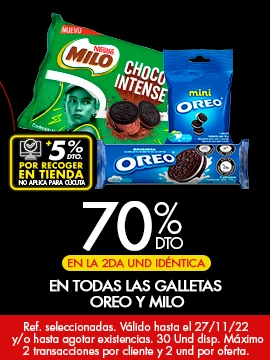 NUEVO
Nestlé
MILO
CHOCO
INTENSE
mini
OREO
ORIGINAL
OREO
+5%
DTO.
POR RECOGER
EN TIENDA
NO APLICA PARA CÚCUTA
70%
DTO
EN LA 2DA UND IDÉNTICA
EN TODAS LAS GALLETAS
OREO Y MILO
Ref. seleccionadas. Válido hasta el 27/11/22
y/o hasta agotar existencias. 30 Und disp. Máximo
2 transacciones por cliente y 2 und por oferta.